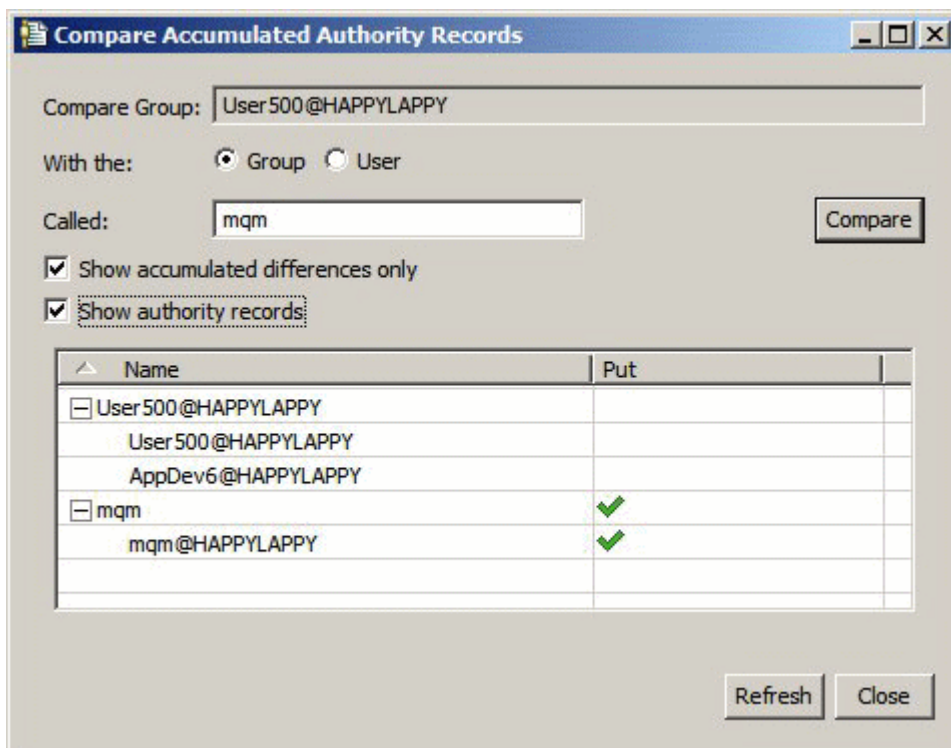 Compare Accumulated Authority Records
Compare Group: User500@HAPPYLAPPY
With the: Group User
Called: mqm Compare
Show accumulated differences only
Show authority records
Name Put
User500@HAPPYLAPPY
User500@HAPPYLAPPY
AppDev6@HAPPYLAPPY
mqm
mqm@HAPPYLAPPY
Refresh Close